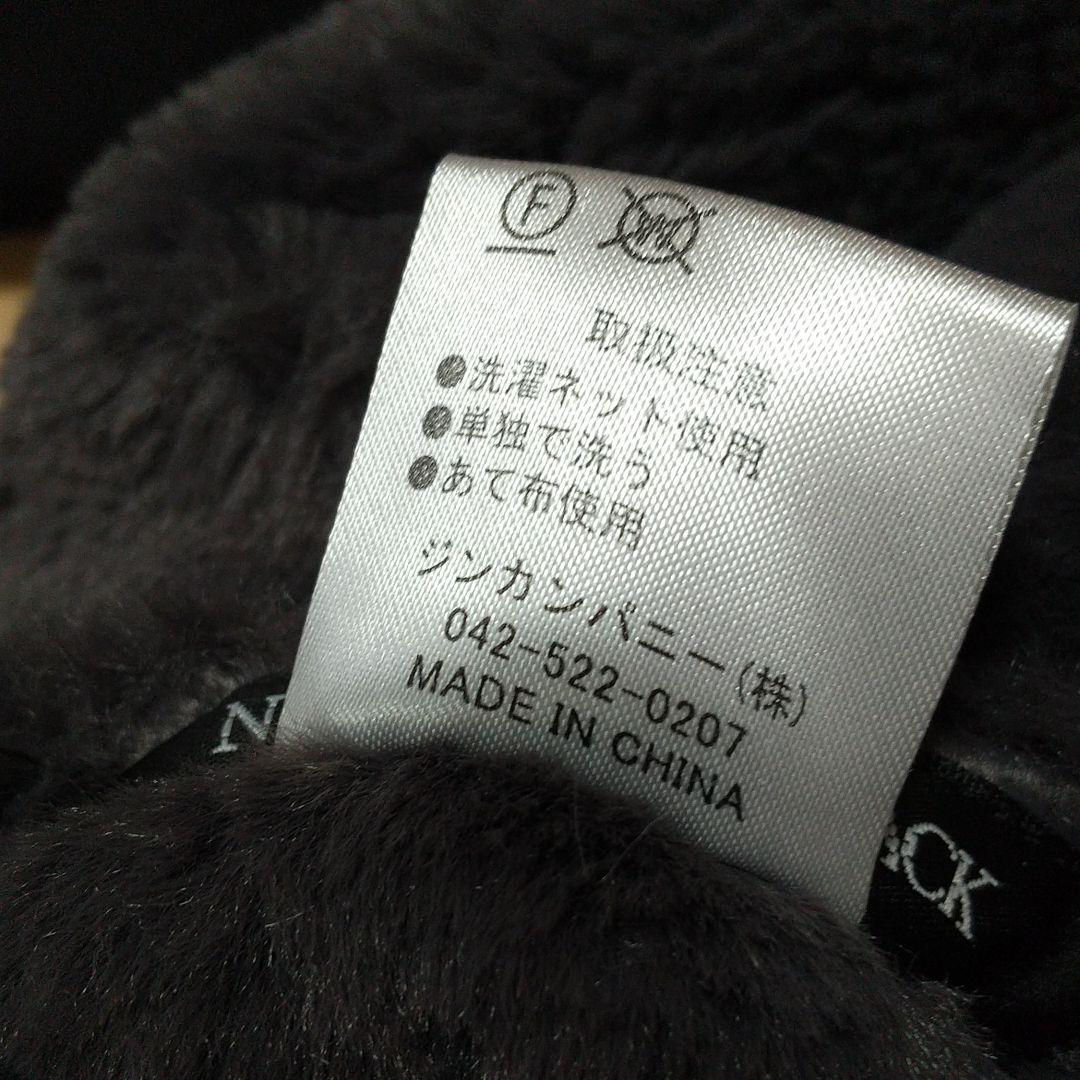 F W
取扱注意
●洗濯ネット使用
●単独で洗う
●あて布使用
ジンカンパニー(株)
042-522-0207
MADE IN CHINA
N
CK